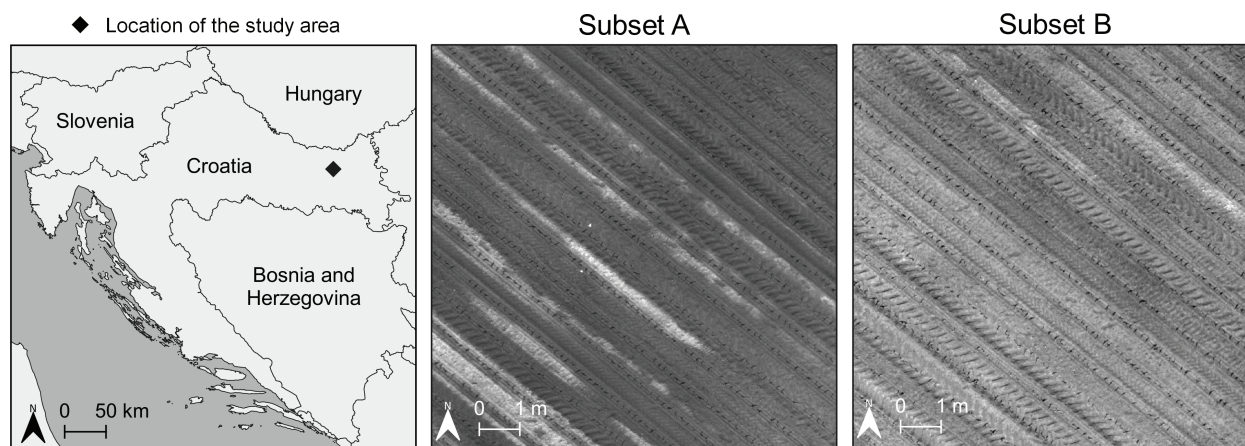 ◆ Location of the study area
Subset A
Subset B
Hungary
Slovenia
Croatia
Bosnia and
Herzegovina
N
0 50 km
N
0 1 m
N
0 1 m